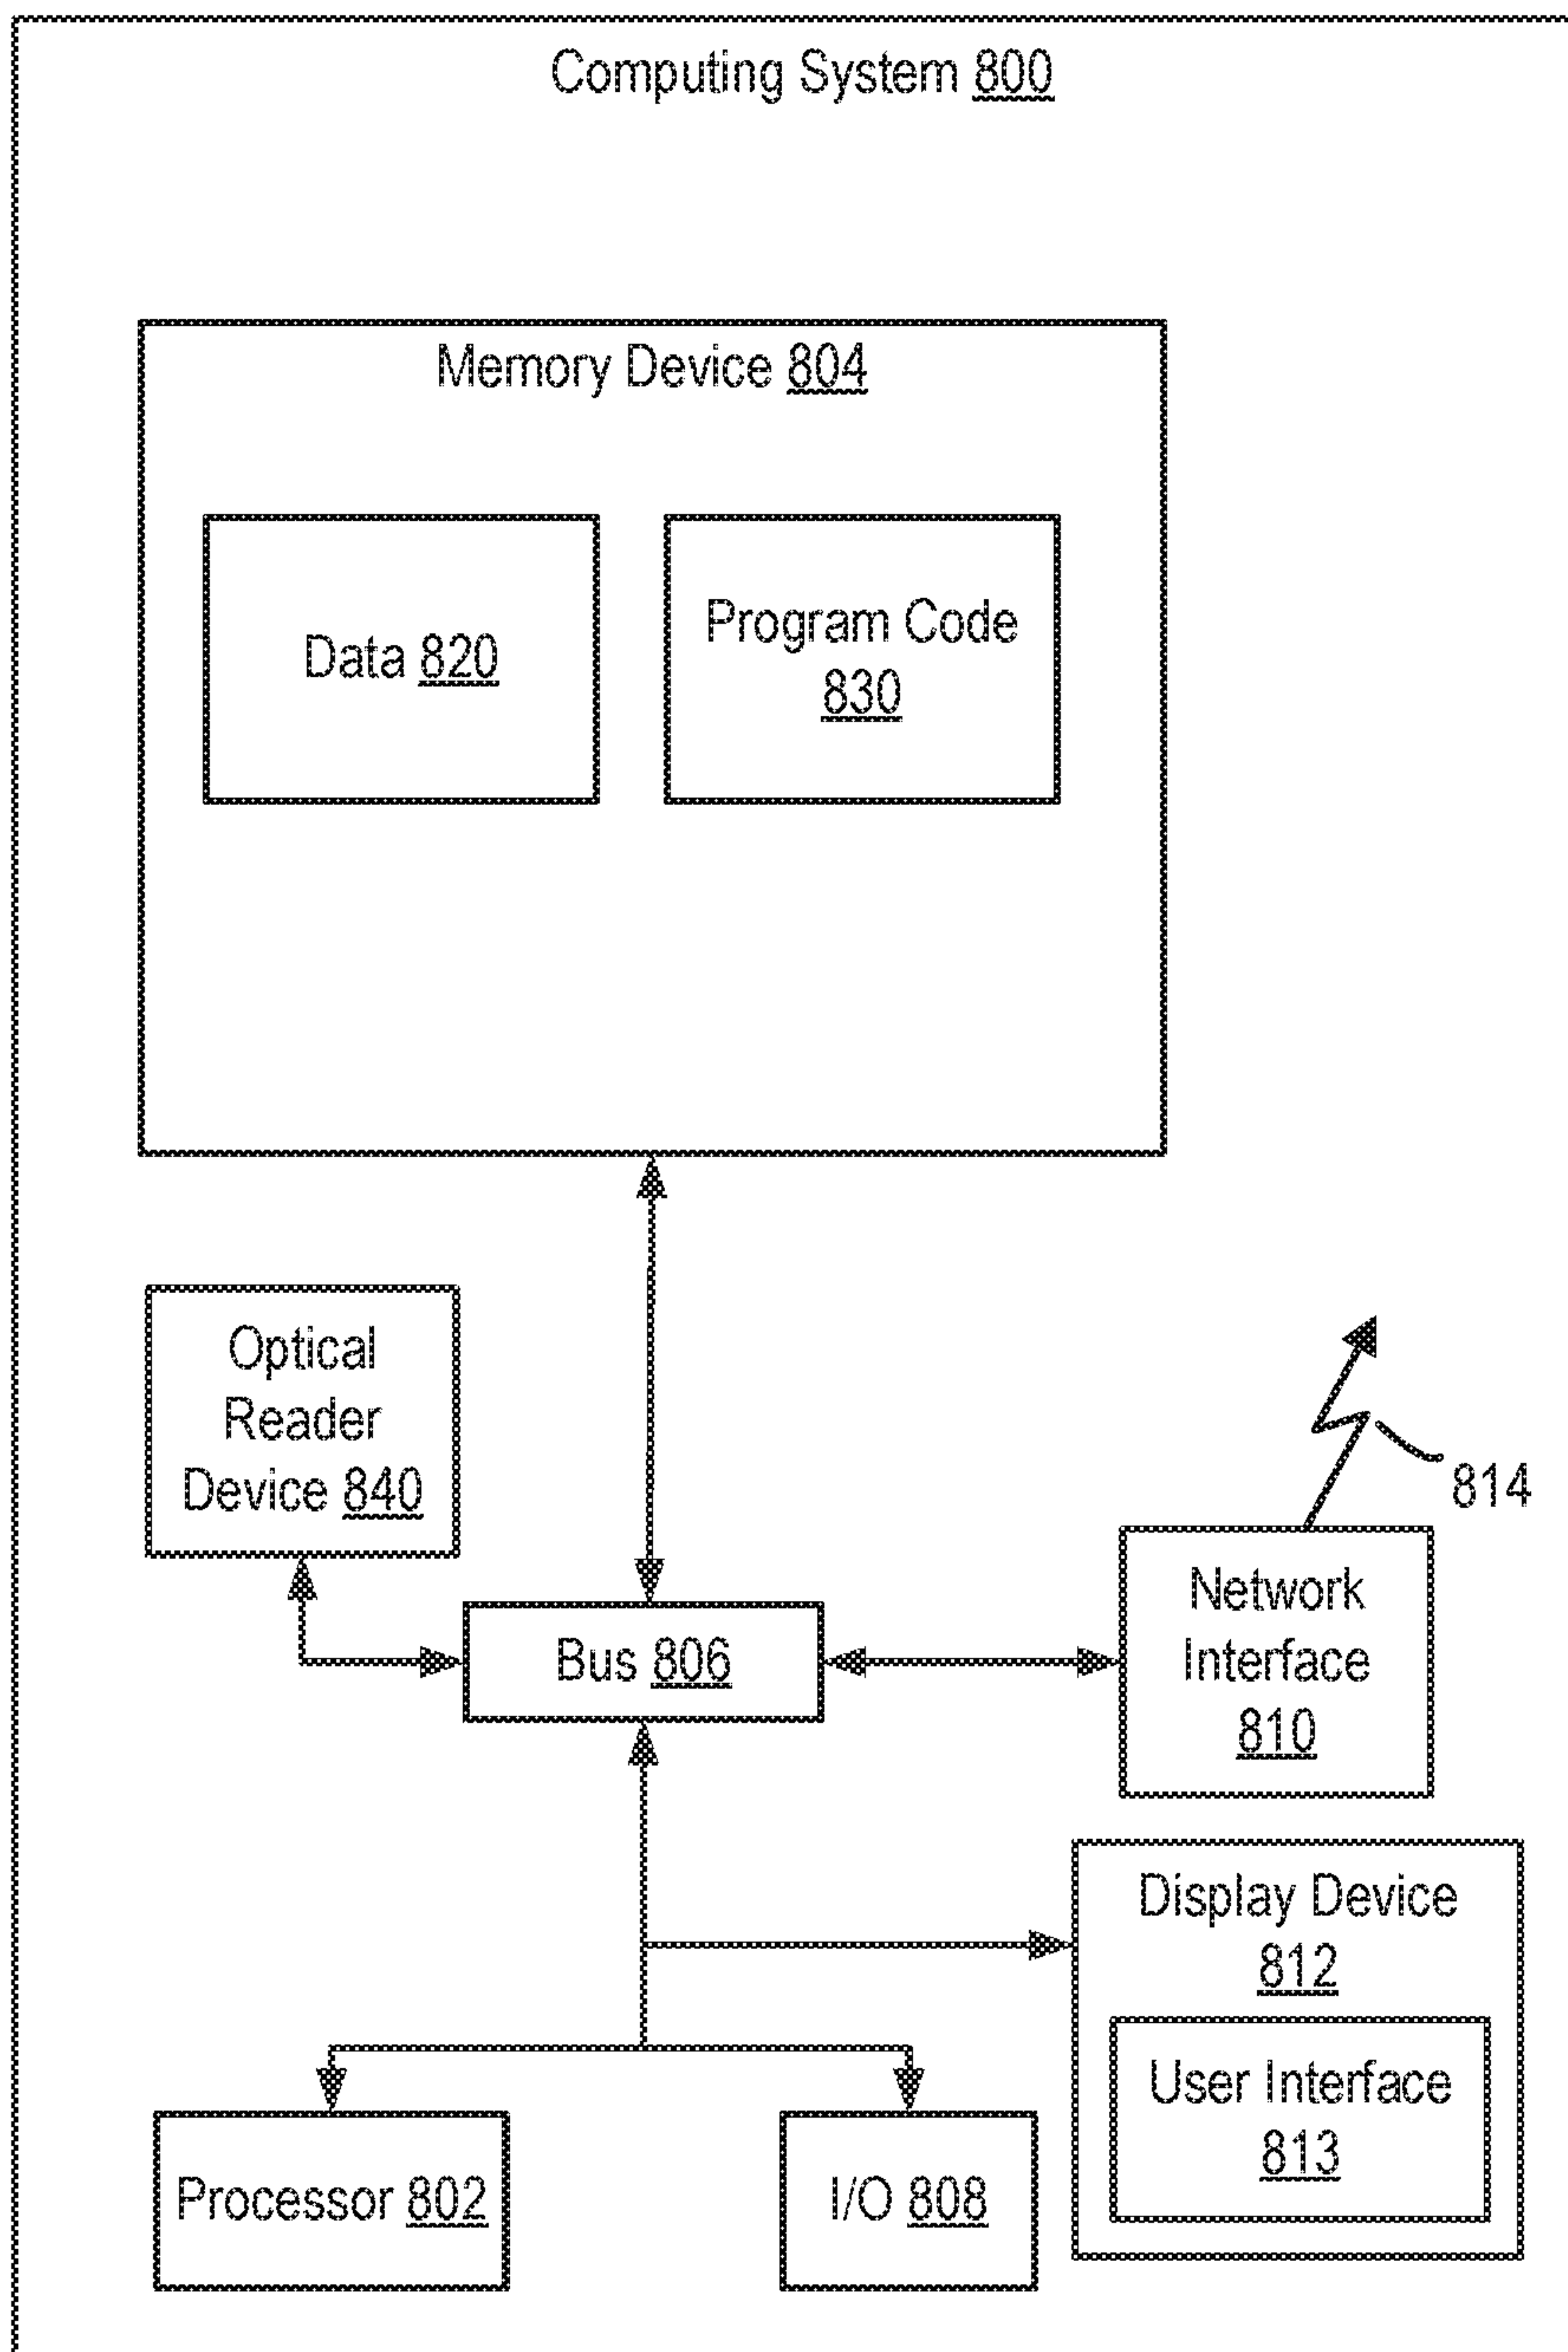 Computing System 800
Memory Device 804
Data 820
Program Code
830
Optical
Reader
Device 840
814
Bus 806
Network
Interface
810
Display Device
812
User Interface
813
Processor 802
I/O 808